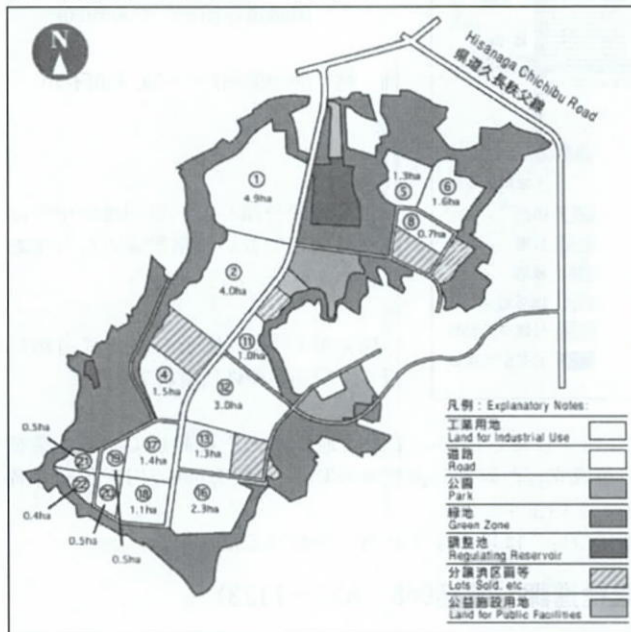 N
Hisanaga Chichibu Road
県道久長秩父線
①
4.9ha
1.3ha
⑤
⑥
1.6ha
⑧
0.7ha
②
4.0ha
⑪
1.0ha
④
1.5ha
⑫
3.0ha
0.5ha
㉑
⑲
⑰
1.4ha
⑬
1.3ha
㉒
⑳
⑱
1.1ha
⑯
2.3ha
0.4ha
0.5ha
0.5ha
凡例：Explanatory Notes:
工業用地
Land for Industrial Use
道路
Road
公園
Park
緑地
Green Zone
調整池
Regulating Reservoir
分譲済区画等
Lots Sold, etc.
公益施設用地
Land for Public Facilities